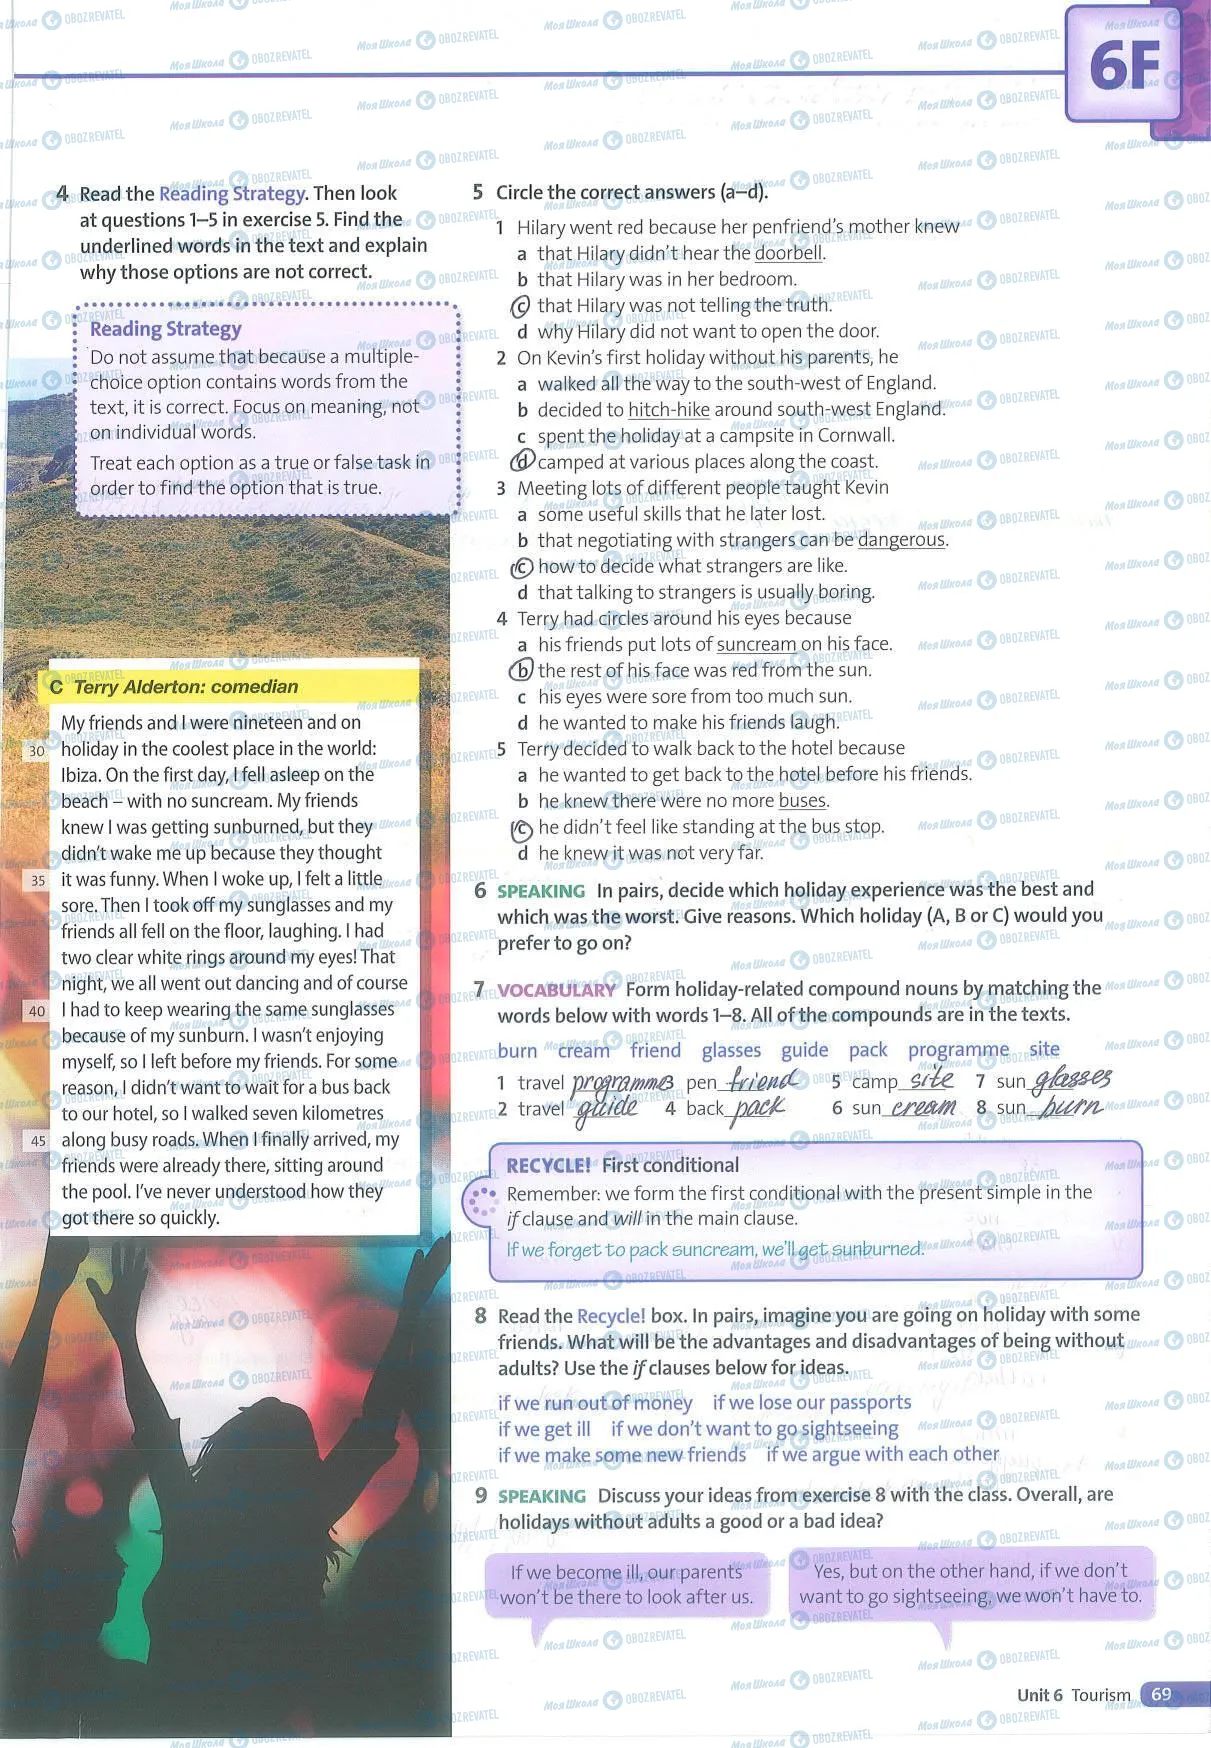 6F
4 Read the Reading Strategy. Then look
at questions 1–5 in exercise 5. Find the
underlined words in the text and explain
why those options are not correct.
Reading Strategy
Do not assume that because a multiple-
choice option contains words from the
text, it is correct. Focus on meaning, not
on individual words.
Treat each option as a true or false task in
order to find the option that is true.
C Terry Alderton: comedian
My friends and I were nineteen and on
30 holiday in the coolest place in the world:
Ibiza. On the first day, I fell asleep on the
beach – with no suncream. My friends
knew I was getting sunburned, but they
didn't wake me up because they thought
35 it was funny. When I woke up, I felt a little
sore. Then I took off my sunglasses and my
friends all fell on the floor, laughing. I had
two clear white rings around my eyes! That
night, we all went out dancing and of course
40 I had to keep wearing the same sunglasses
because of my sunburn. I wasn't enjoying
myself, so I left before my friends. For some
reason, I didn't want to wait for a bus back
to our hotel, so I walked seven kilometres
45 along busy roads. When I finally arrived, my
friends were already there, sitting around
the pool. I've never understood how they
got there so quickly.
5 Circle the correct answers (a–d).
1 Hilary went red because her penfriend's mother knew
a that Hilary didn't hear the doorbell.
b that Hilary was in her bedroom.
c that Hilary was not telling the truth.
d why Hilary did not want to open the door.
2 On Kevin's first holiday without his parents, he
a walked all the way to the south-west of England.
b decided to hitch-hike around south-west England.
c spent the holiday at a campsite in Cornwall.
d camped at various places along the coast.
3 Meeting lots of different people taught Kevin
a some useful skills that he later lost.
b that negotiating with strangers can be dangerous.
c how to decide what strangers are like.
d that talking to strangers is usually boring.
4 Terry had circles around his eyes because
a his friends put lots of suncream on his face.
b the rest of his face was red from the sun.
c his eyes were sore from too much sun.
d he wanted to make his friends laugh.
5 Terry decided to walk back to the hotel because
a he wanted to get back to the hotel before his friends.
b he knew there were no more buses.
c he didn't feel like standing at the bus stop.
d he knew it was not very far.
6 SPEAKING In pairs, decide which holiday experience was the best and
which was the worst. Give reasons. Which holiday (A, B or C) would you
prefer to go on?
7 VOCABULARY Form holiday-related compound nouns by matching the
words below with words 1–8. All of the compounds are in the texts.
burn cream friend glasses guide pack programme site
1 travel programme 3 pen friend 5 camp site 7 sun glasses
2 travel guide 4 back pack 6 sun cream 8 sun burn
RECYCLE! First conditional
Remember: we form the first conditional with the present simple in the
if clause and will in the main clause.
If we forget to pack suncream, we'll get sunburned.
8 Read the Recycle! box. In pairs, imagine you are going on holiday with some
friends. What will be the advantages and disadvantages of being without
adults? Use the if clauses below for ideas.
if we run out of money if we lose our passports
if we get ill if we don't want to go sightseeing
if we make some new friends if we argue with each other
9 SPEAKING Discuss your ideas from exercise 8 with the class. Overall, are
holidays without adults a good or a bad idea?
If we become ill, our parents
won't be there to look after us.
Yes, but on the other hand, if we don't
want to go sightseeing, we won't have to.
Unit 6 Tourism 69
Моя Школа OBOZREVATEL